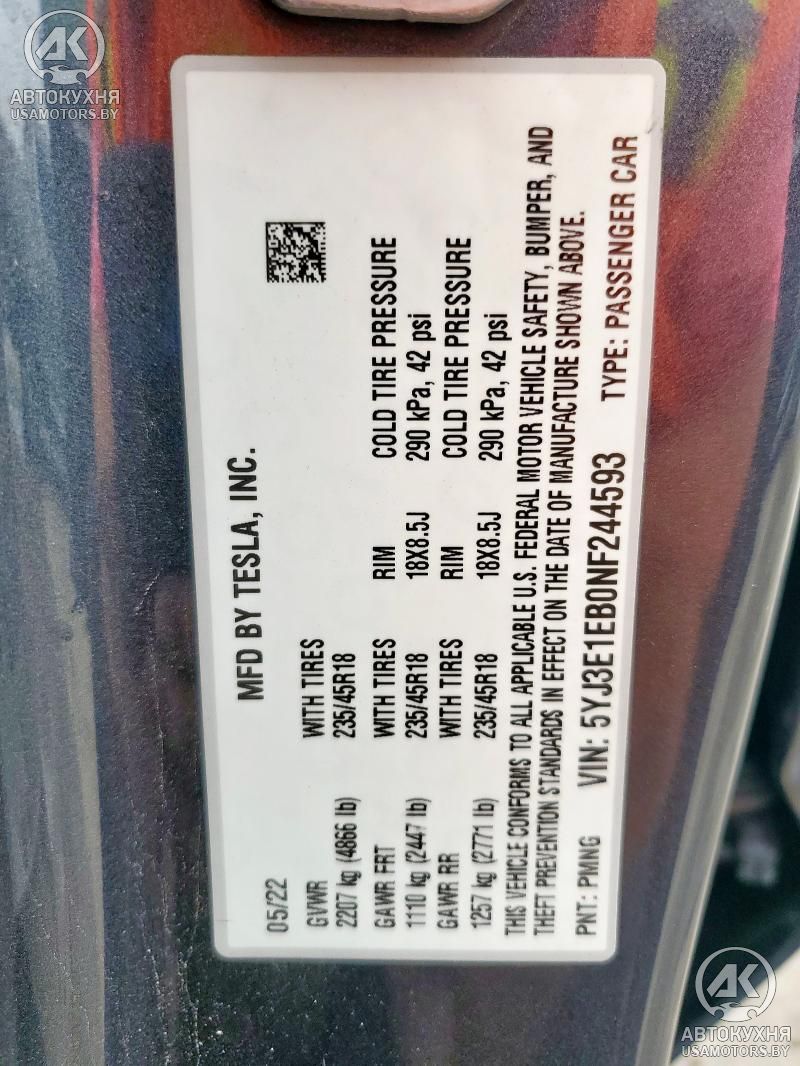 AK
АВТОКУХНЯ
USAMOTORS.BY
MFD BY TESLA, INC.
05/22
GVWR WITH TIRES
2207 kg (4866 lb) 235/45R18
GAWR FRT WITH TIRES RIM COLD TIRE PRESSURE
1110 kg (2447 lb) 235/45R18 18X8.5J 290 kPa, 42 psi
GAWR RR WITH TIRES RIM COLD TIRE PRESSURE
1257 kg (2771 lb) 235/45R18 18X8.5J 290 kPa, 42 psi
THIS VEHICLE CONFORMS TO ALL APPLICABLE U.S. FEDERAL MOTOR VEHICLE SAFETY, BUMPER, AND
THEFT PREVENTION STANDARDS IN EFFECT ON THE DATE OF MANUFACTURE SHOWN ABOVE.
PNT: PMNG VIN: 5YJ3E1EB0NF244593 TYPE: PASSENGER CAR
AK
АВТОКУХНЯ
USAMOTORS.BY